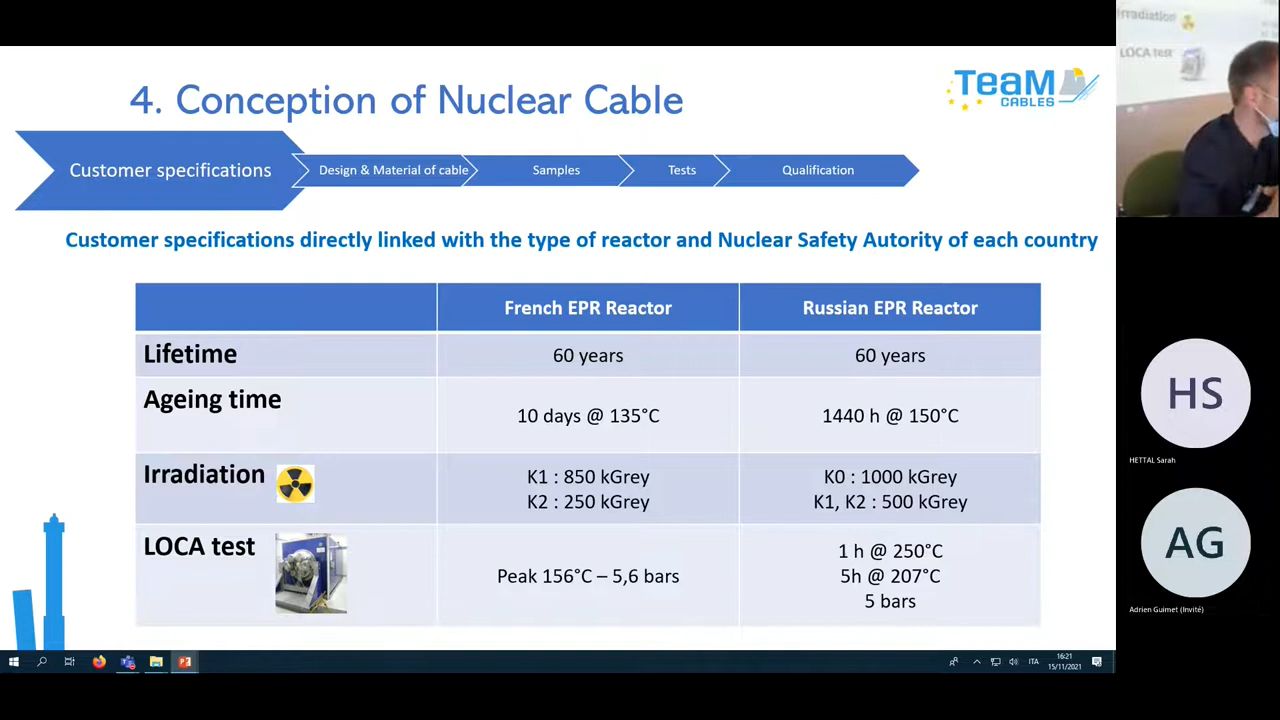 4. Conception of Nuclear Cable
TeaM
CABLES
Irradiation
LOCA test
Customer specifications
Design & Material of cable
Samples
Tests
Qualification
Customer specifications directly linked with the type of reactor and Nuclear Safety Autority of each country
French EPR Reactor
Russian EPR Reactor
Lifetime
60 years
60 years
Ageing time
10 days @ 135°C
1440 h @ 150°C
Irradiation
K1 : 850 kGrey
K2 : 250 kGrey
K0 : 1000 kGrey
K1, K2 : 500 kGrey
LOCA test
Peak 156°C – 5,6 bars
1 h @ 250°C
5h @ 207°C
5 bars
HS
HETTAL Sarah
AG
Adrien Guimet (Invité)
ITA
16:21
15/11/2021